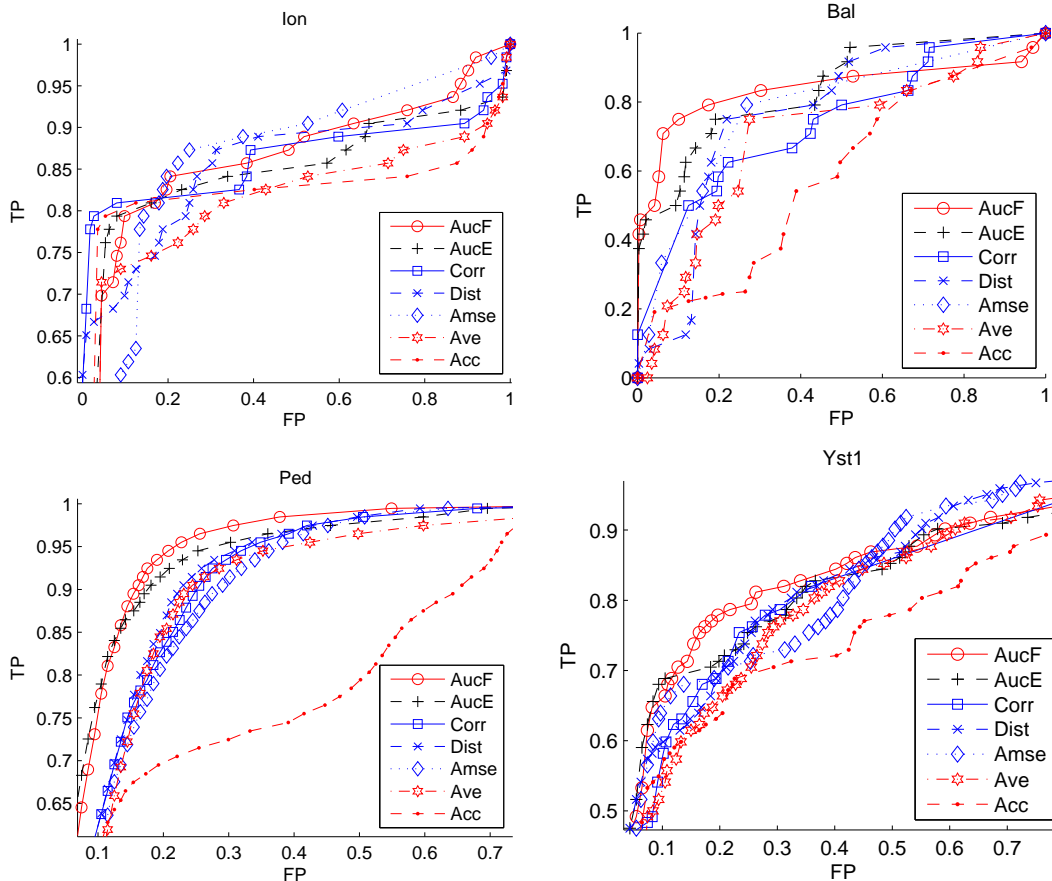 Ion
1
0.95
0.9
0.85
0.8
0.75
0.7
0.65
0.6
TP
0 0.2 0.4 0.6 0.8 1
FP
AucF
AucE
Corr
Dist
Amse
Ave
Acc
Bal
1
0.8
0.6
0.4
0.2
0
TP
0 0.2 0.4 0.6 0.8 1
FP
AucF
AucE
Corr
Dist
Amse
Ave
Acc
Ped
1
0.95
0.9
0.85
0.8
0.75
0.7
0.65
TP
0.1 0.2 0.3 0.4 0.5 0.6 0.7
FP
AucF
AucE
Corr
Dist
Amse
Ave
Acc
Yst1
0.9
0.8
0.7
0.6
0.5
TP
0.1 0.2 0.3 0.4 0.5 0.6 0.7
FP
AucF
AucE
Corr
Dist
Amse
Ave
Acc